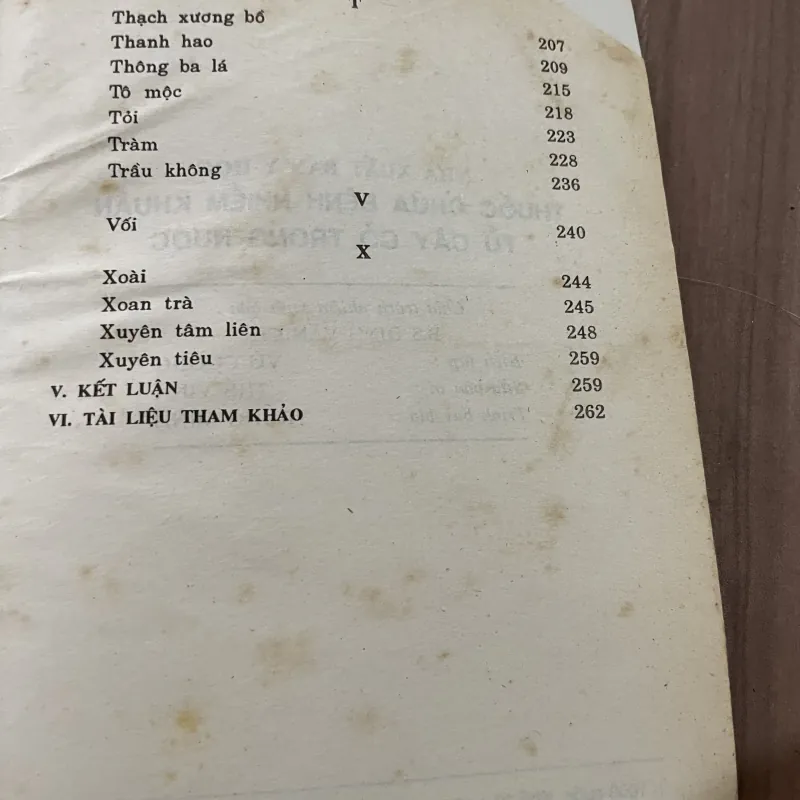 T
Thạch xương bồ 207
Thanh hao 209
Thông ba lá 215
Tô mộc 218
Tỏi 223
Tràm 228
Trầu không 236
V
Vối 240
X
Xoài 244
Xoan trà 245
Xuyên tâm liên 248
Xuyên tiêu 259
V. KẾT LUẬN 259
VI. TÀI LIỆU THAM KHẢO 262